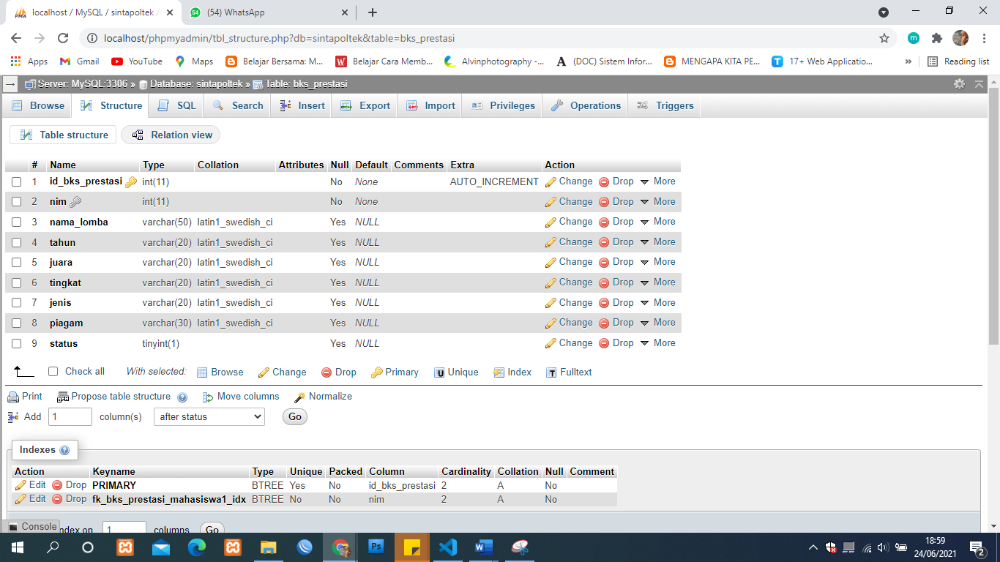 localhost / MySQL / sintapoltek /
(54) WhatsApp
localhost/phpmyadmin/tbl_structure.php?db=sintapoltek&table=bks_prestasi
Apps Gmail YouTube Maps Belajar Bersama: M... Belajar Cara Memb... Alvinphotography -... (DOC) Sistem Infor... MENGAPA KITA PE... 17+ Web Applicatio... » Reading list
Server: MySQL:3306 » Database: sintapoltek » Table: bks_prestasi
Browse Structure SQL Search Insert Export Import Privileges Operations Triggers
Table structure Relation view
# Name Type Collation Attributes Null Default Comments Extra Action
1 id_bks_prestasi int(11) No None AUTO_INCREMENT Change Drop More
2 nim int(11) No None Change Drop More
3 nama_lomba varchar(50) latin1_swedish_ci Yes NULL Change Drop More
4 tahun varchar(20) latin1_swedish_ci Yes NULL Change Drop More
5 juara varchar(20) latin1_swedish_ci Yes NULL Change Drop More
6 tingkat varchar(20) latin1_swedish_ci Yes NULL Change Drop More
7 jenis varchar(20) latin1_swedish_ci Yes NULL Change Drop More
8 piagam varchar(30) latin1_swedish_ci Yes NULL Change Drop More
9 status tinyint(1) Yes NULL Change Drop More
Check all With selected: Browse Change Drop Primary Unique Index Fulltext
Print Propose table structure Move columns Normalize
Add 1 column(s) after status Go
Indexes
Action Keyname Type Unique Packed Column Cardinality Collation Null Comment
Edit Drop PRIMARY BTREE Yes No id_bks_prestasi 2 A No
Edit Drop fk_bks_prestasi_mahasiswa1_idx BTREE No No nim 2 A No
Console ndex on 1 columns Go
18:59
24/06/2021
2